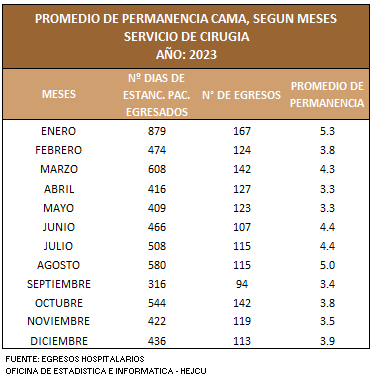 PROMEDIO DE PERMANENCIA CAMA, SEGUN MESES
SERVICIO DE CIRUGIA
AÑO: 2023
MESES Nº DIAS DE ESTANC. PAC. EGRESADOS N° DE EGRESOS PROMEDIO DE PERMANENCIA
ENERO 879 167 5.3
FEBRERO 474 124 3.8
MARZO 608 142 4.3
ABRIL 416 127 3.3
MAYO 409 123 3.3
JUNIO 466 107 4.4
JULIO 508 115 4.4
AGOSTO 580 115 5.0
SEPTIEMBRE 316 94 3.4
OCTUBRE 544 142 3.8
NOVIEMBRE 422 119 3.5
DICIEMBRE 436 113 3.9
FUENTE: EGRESOS HOSPITALARIOS
OFICINA DE ESTADISTICA E INFORMATICA - HEJCU